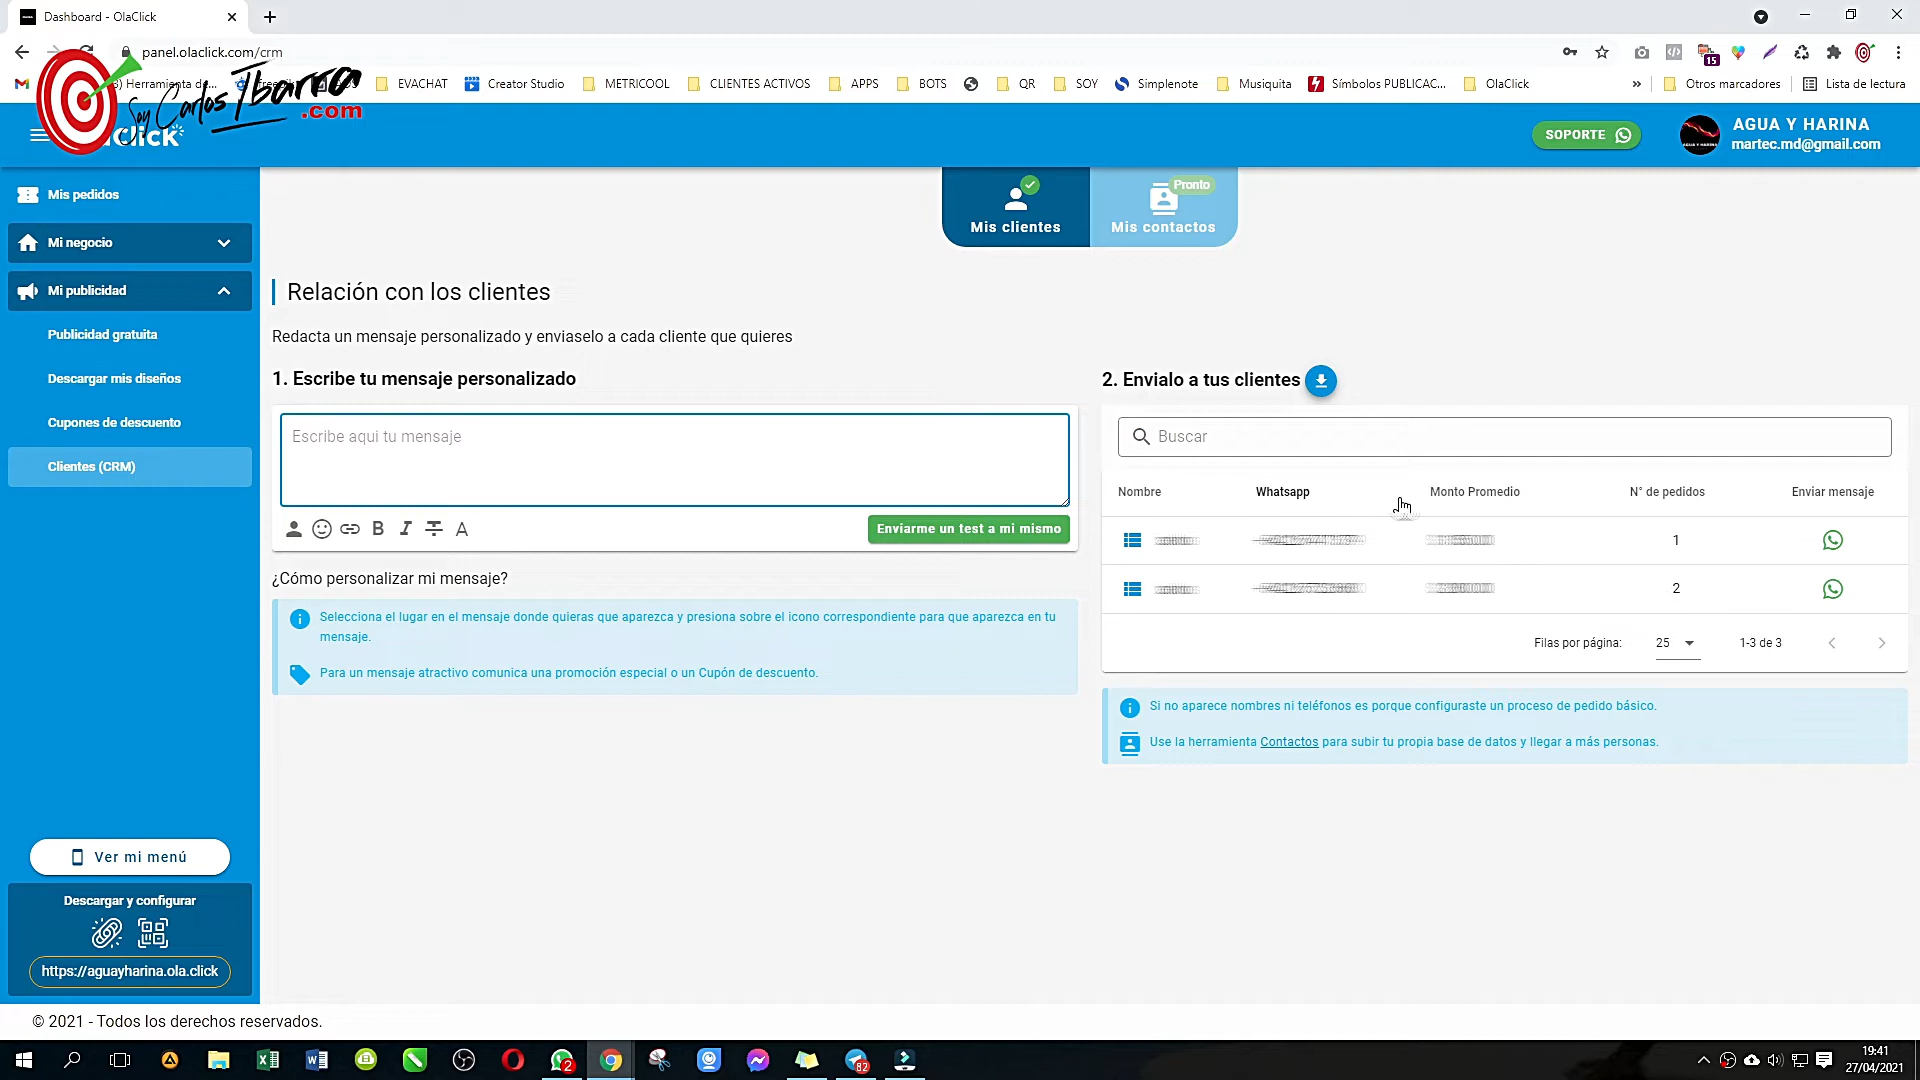 Dashboard - OlaClick
panel.olaclick.com/crm
15
Herramienta de...
EVACHAT
Creator Studio
METRICOOL
CLIENTES ACTIVOS
APPS
BOTS
QR
SOY
Simplenote
Musiquita
Símbolos PUBLICAC...
OlaClick
»
Otros marcadores
Lista de lectura
Soy Carlos Ibarra
.com
Click
SOPORTE
AGUA Y HARINA
martec.md@gmail.com
Mis pedidos
Mi negocio
Mi publicidad
Publicidad gratuita
Descargar mis diseños
Cupones de descuento
Clientes (CRM)
Ver mi menú
Descargar y configurar
https://aguayharina.ola.click
Mis clientes
Pronto
Mis contactos
Relación con los clientes
Redacta un mensaje personalizado y enviaselo a cada cliente que quieres
1. Escribe tu mensaje personalizado
Escribe aqui tu mensaje
B I S A
Enviarme un test a mi mismo
¿Cómo personalizar mi mensaje?
Selecciona el lugar en el mensaje donde quieras que aparezca y presiona sobre el icono correspondiente para que aparezca en tu
mensaje.
Para un mensaje atractivo comunica una promoción especial o un Cupón de descuento.
2. Envialo a tus clientes
Buscar
Nombre Whatsapp Monto Promedio N° de pedidos Enviar mensaje
1
2
Filas por página: 25 1-3 de 3
Si no aparece nombres ni teléfonos es porque configuraste un proceso de pedido básico.
Use la herramienta Contactos para subir tu propia base de datos y llegar a más personas.
© 2021 - Todos los derechos reservados.
2
82
19:41
27/04/2021